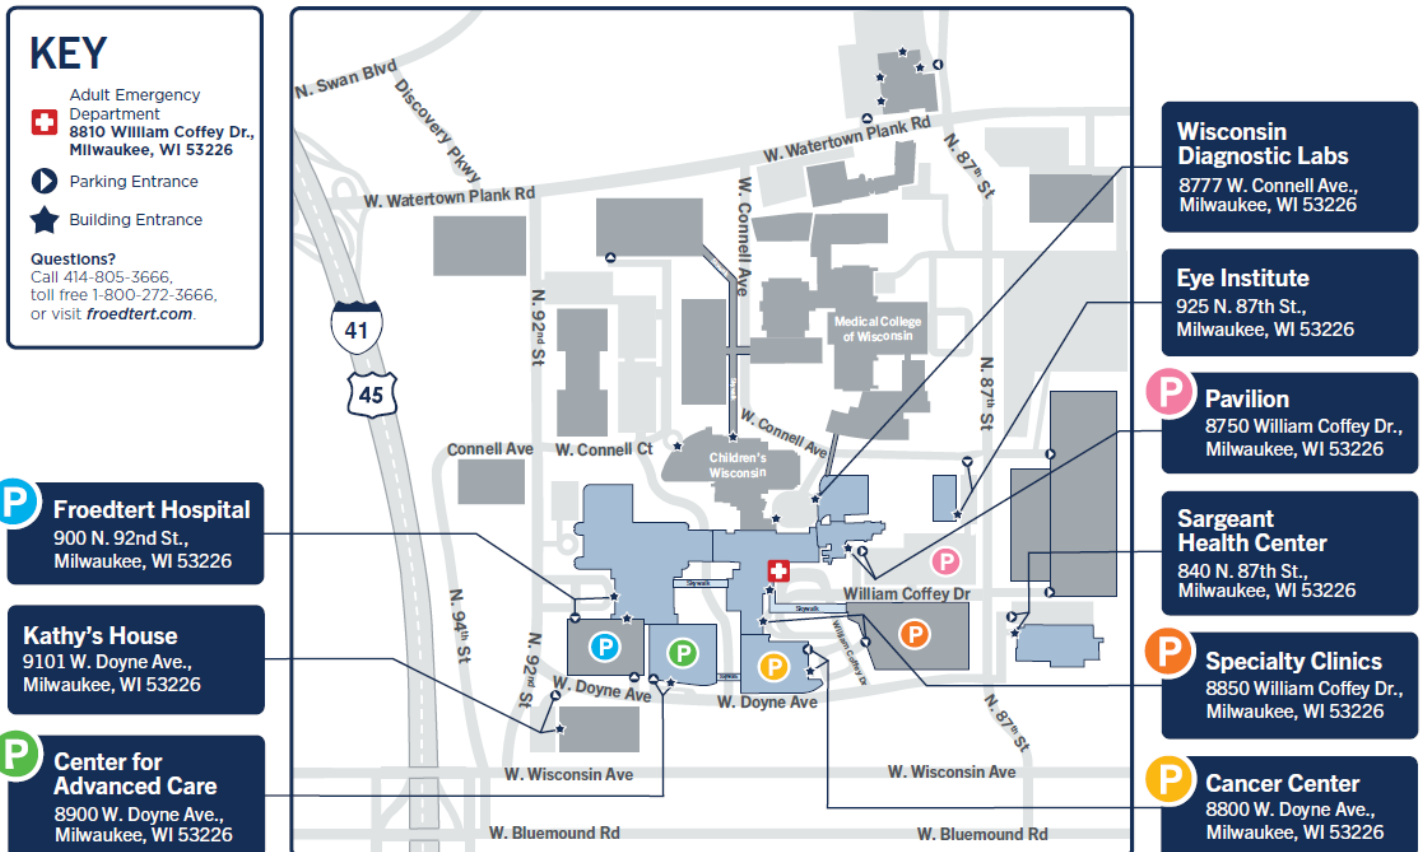 KEY
Adult Emergency
Department
8810 William Coffey Dr.,
Milwaukee, WI 53226
Parking Entrance
Building Entrance
Questions?
Call 414-805-3666,
toll free 1-800-272-3666,
or visit froedtert.com.
P
Froedtert Hospital
900 N. 92nd St.,
Milwaukee, WI 53226
Kathy's House
9101 W. Doyne Ave.,
Milwaukee, WI 53226
P
Center for
Advanced Care
8900 W. Doyne Ave.,
Milwaukee, WI 53226
N. Swan Blvd
Discovery Pkwy
W. Watertown Plank Rd
W. Watertown Plank Rd
N. 87th St
W. Connell Ave
41
45
N. 92nd St
Skywalk
Medical College
of Wisconsin
N. 87th St
Skywalk
W. Connell Ave
Connell Ave
W. Connell Ct
Children's
Wisconsin
P
Skywalk
William Coffey Dr
Skywalk
N. 94th St
N. 92nd St
P
P
P
P
William Coffey Dr
Skywalk
W. Doyne Ave
W. Doyne Ave
N. 87th St
W. Wisconsin Ave
W. Wisconsin Ave
W. Bluemound Rd
W. Bluemound Rd
Wisconsin
Diagnostic Labs
8777 W. Connell Ave.,
Milwaukee, WI 53226
Eye Institute
925 N. 87th St.,
Milwaukee, WI 53226
P
Pavilion
8750 William Coffey Dr.,
Milwaukee, WI 53226
Sargeant
Health Center
840 N. 87th St.,
Milwaukee, WI 53226
P
Specialty Clinics
8850 William Coffey Dr.,
Milwaukee, WI 53226
P
Cancer Center
8800 W. Doyne Ave.,
Milwaukee, WI 53226